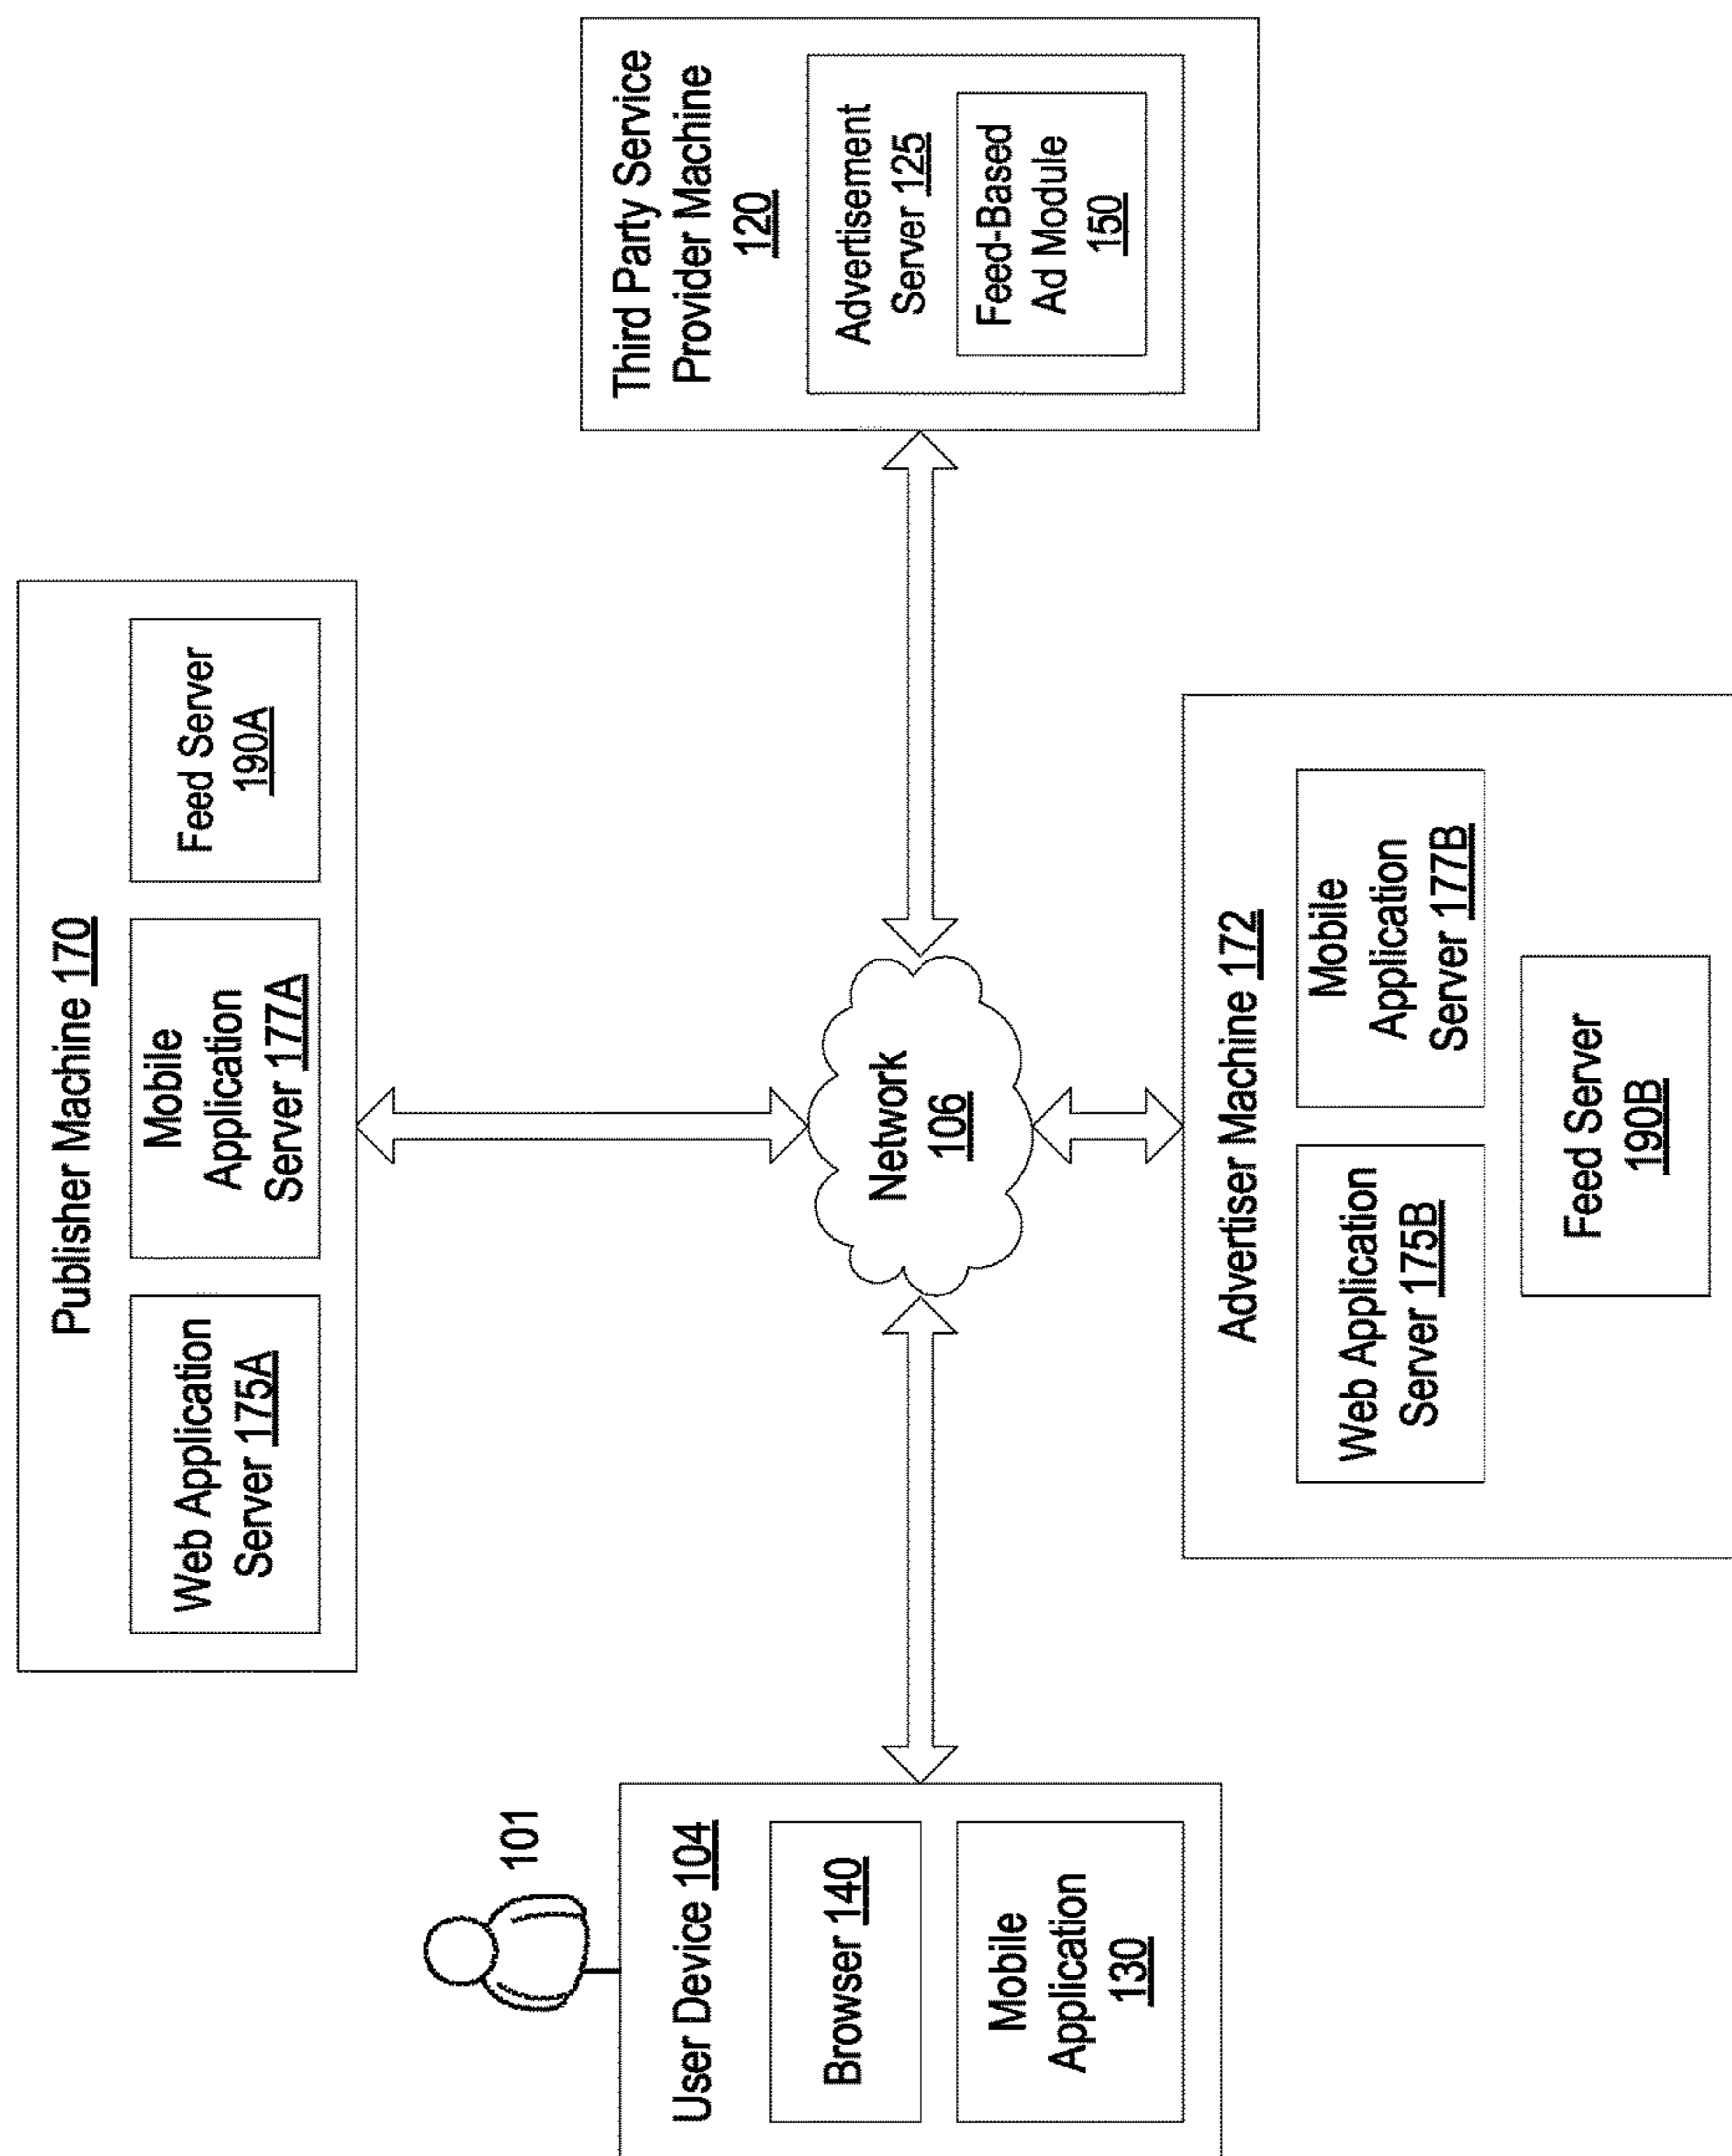 Publisher Machine 170
Web Application
Server 175A
Mobile
Application
Server 177A
Feed Server
190A
101
User Device 104
Browser 140
Mobile
Application
130
Network
106
Third Party Service
Provider Machine
120
Advertisement
Server 125
Feed-Based
Ad Module
150
Advertiser Machine 172
Web Application
Server 175B
Mobile
Application
Server 177B
Feed Server
190B